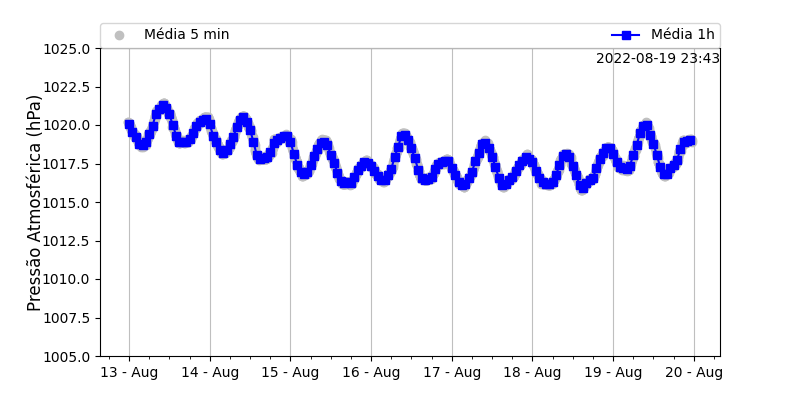 Média 5 min
Média 1h
2022-08-19 23:43
Pressão Atmosférica (hPa)
1025.0
1022.5
1020.0
1017.5
1015.0
1012.5
1010.0
1007.5
1005.0
13 - Aug
14 - Aug
15 - Aug
16 - Aug
17 - Aug
18 - Aug
19 - Aug
20 - Aug